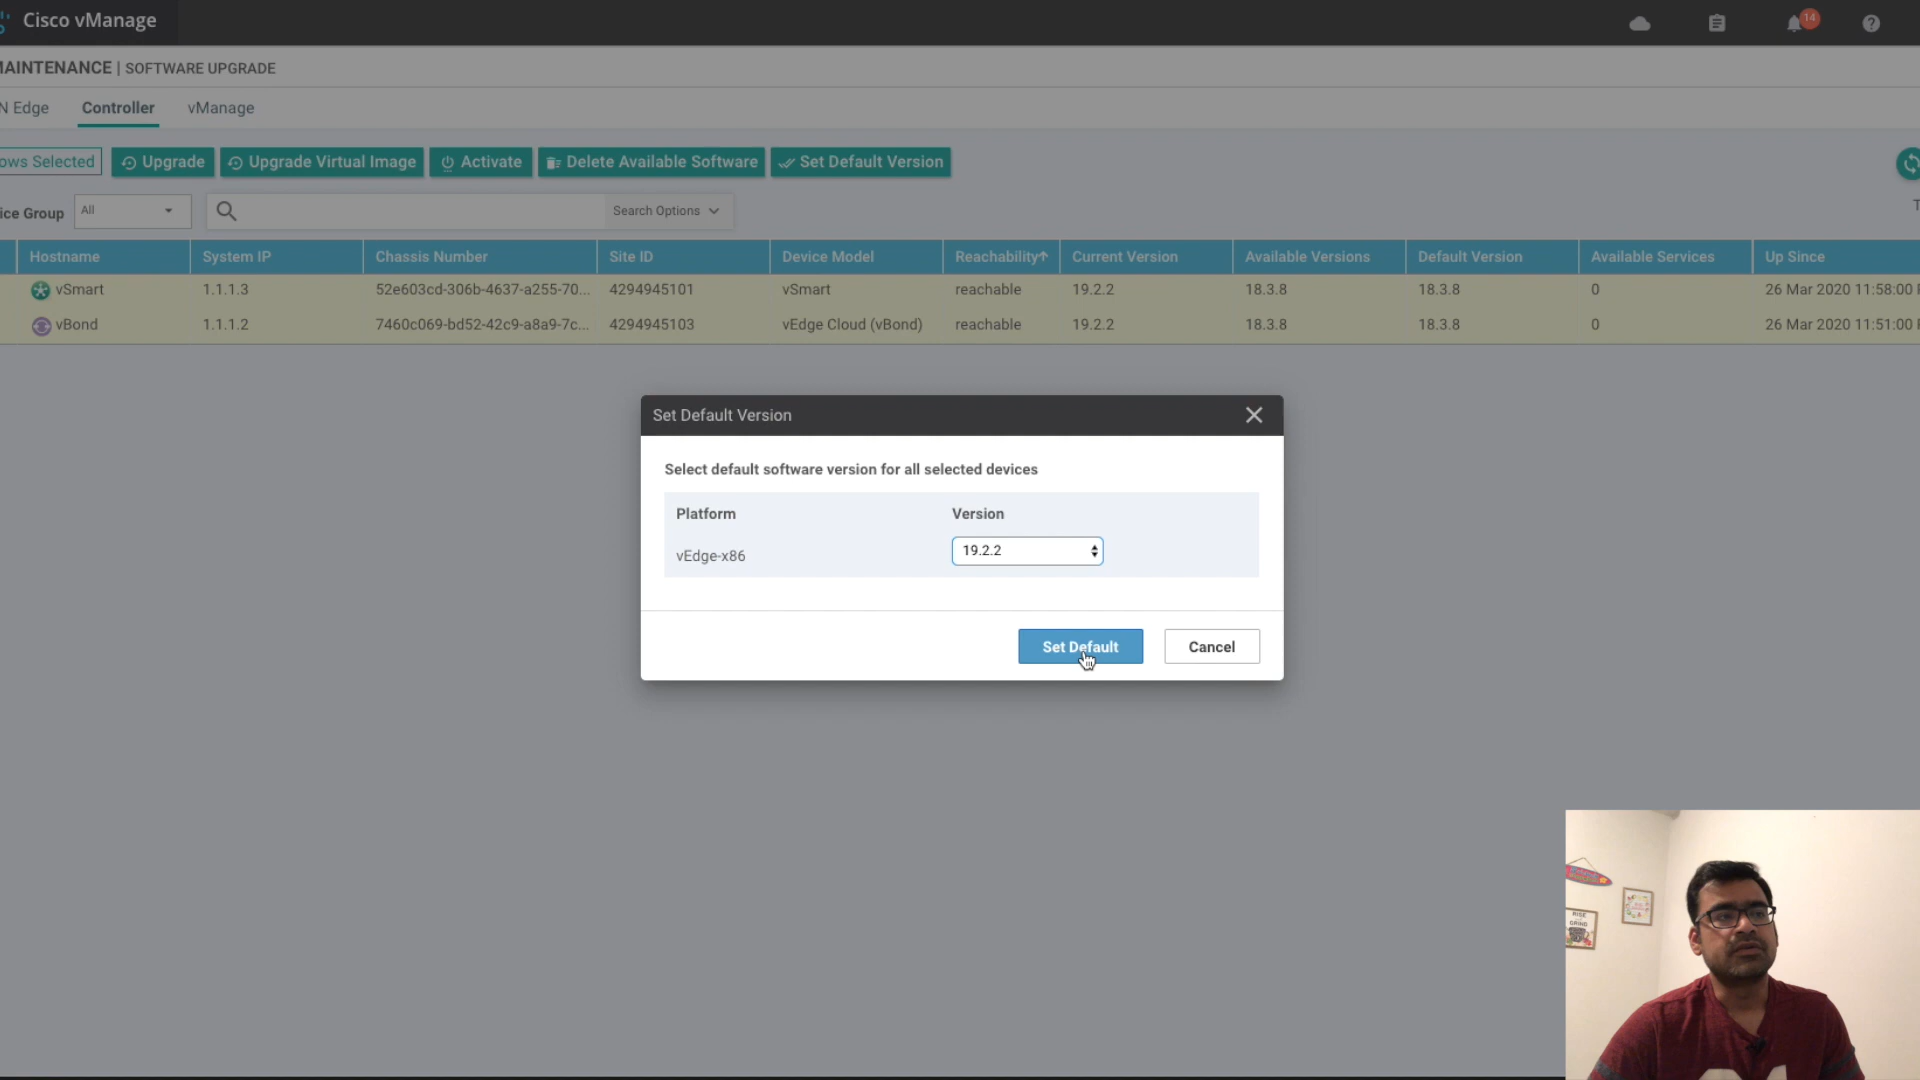 Cisco vManage
14
MAINTENANCE | SOFTWARE UPGRADE
N Edge Controller vManage
ows Selected Upgrade Upgrade Virtual Image Activate Delete Available Software Set Default Version
ice Group All Search Options
T
Hostname System IP Chassis Number Site ID Device Model Reachability↑ Current Version Available Versions Default Version Available Services Up Since
vSmart 1.1.1.3 52e603cd-306b-4637-a255-70... 4294945101 vSmart reachable 19.2.2 18.3.8 18.3.8 0 26 Mar 2020 11:58:00
vBond 1.1.1.2 7460c069-bd52-42c9-a8a9-7c... 4294945103 vEdge Cloud (vBond) reachable 19.2.2 18.3.8 18.3.8 0 26 Mar 2020 11:51:00
Set Default Version
Select default software version for all selected devices
Platform Version
vEdge-x86 19.2.2
Set Default Cancel
RISE
GRIND